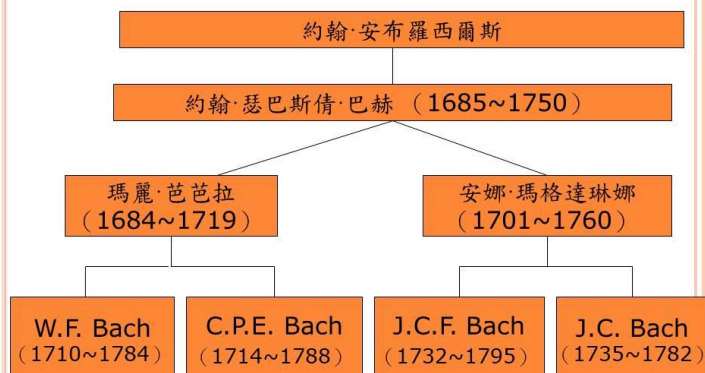 約翰·安布羅西爾斯
約翰·瑟巴斯倩·巴赫 （1685~1750）
瑪麗·芭芭拉
（1684~1719）
安娜·瑪格達琳娜
（1701~1760）
W.F. Bach
（1710~1784）
C.P.E. Bach
（1714~1788）
J.C.F. Bach
（1732~1795）
J.C. Bach
（1735~1782）